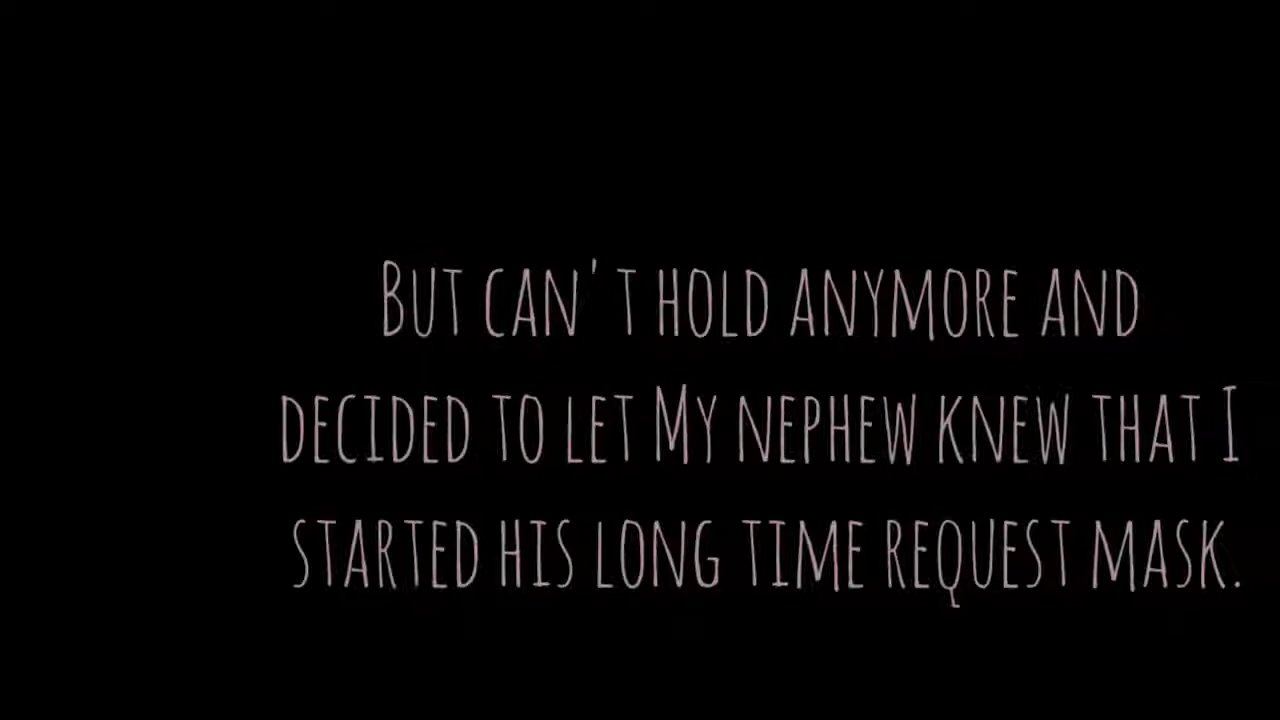 But can't hold anymore and
decided to let My nephew knew that I
started his long time request mask.